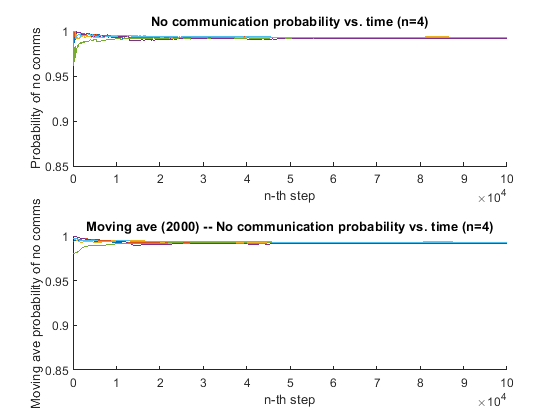 No communication probability vs. time (n=4)
Probability of no comms
1
0.95
0.9
0.85
0 1 2 3 4 5 6 7 8 9 10
n-th step
×10^4
Moving ave (2000) -- No communication probability vs. time (n=4)
Moving ave probability of no comms
1
0.95
0.9
0.85
0 1 2 3 4 5 6 7 8 9 10
n-th step
×10^4